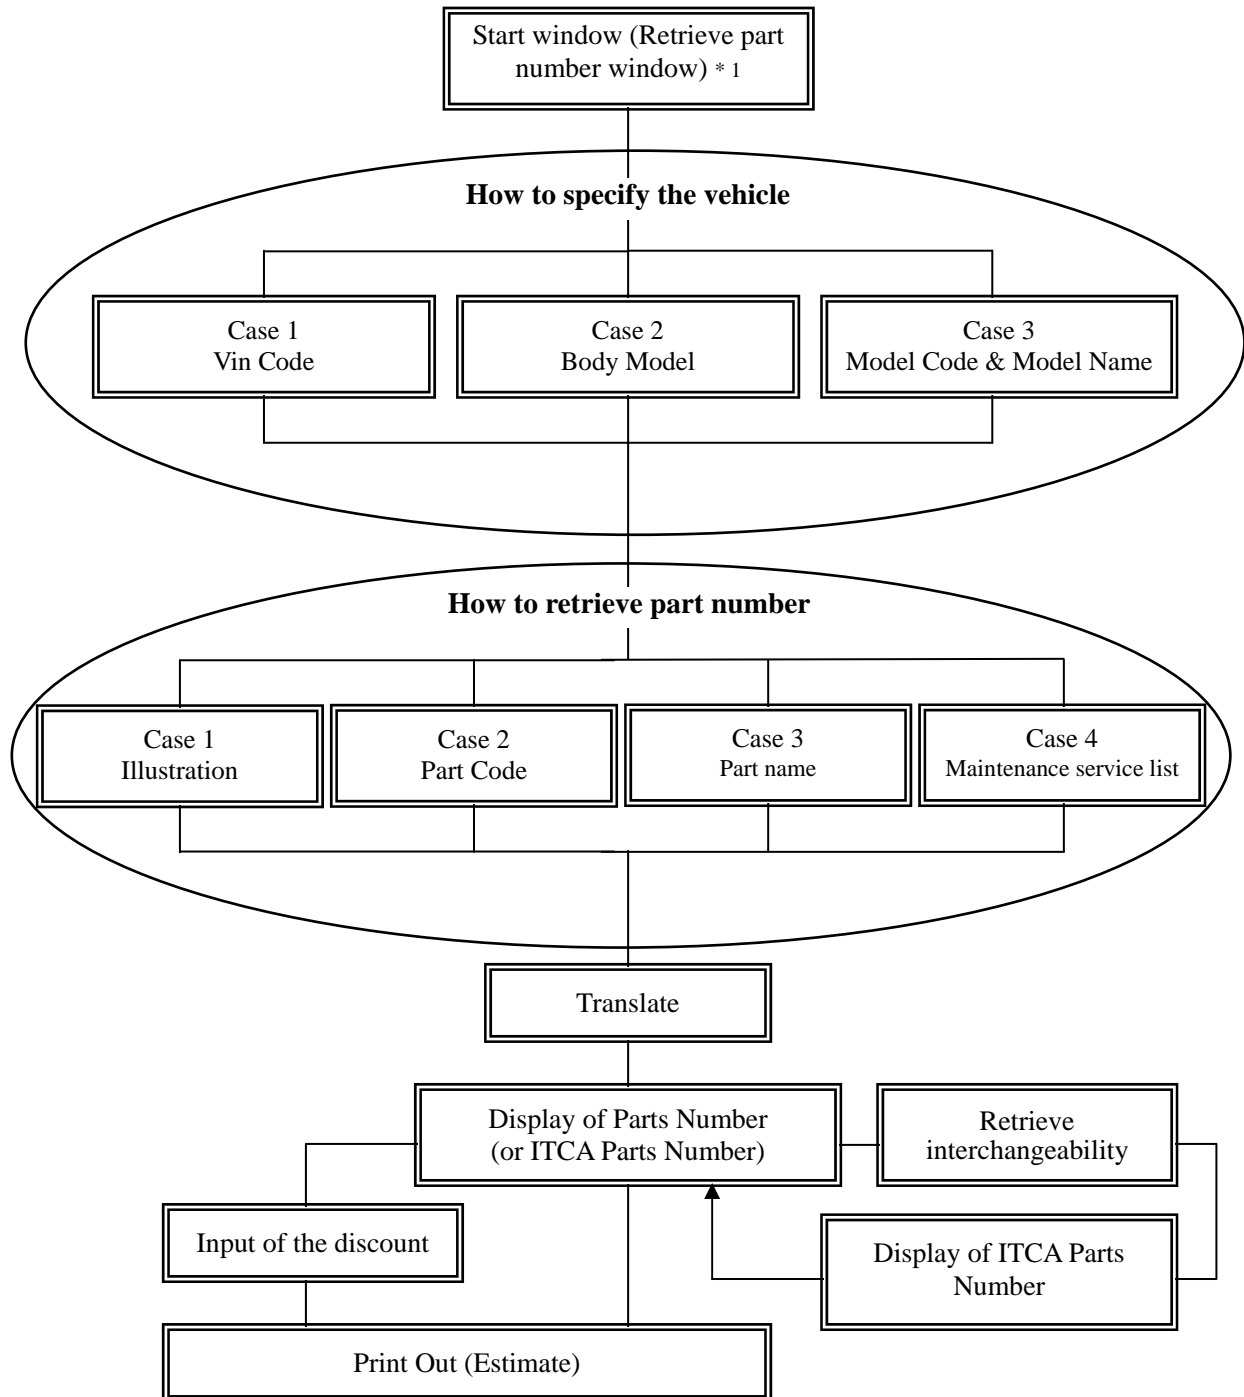 Start window (Retrieve part
number window) * 1
How to specify the vehicle
Case 1
Vin Code
Case 2
Body Model
Case 3
Model Code & Model Name
How to retrieve part number
Case 1
Illustration
Case 2
Part Code
Case 3
Part name
Case 4
Maintenance service list
Translate
Display of Parts Number
(or ITCA Parts Number)
Retrieve
interchangeability
Input of the discount
Display of ITCA Parts
Number
Print Out (Estimate)